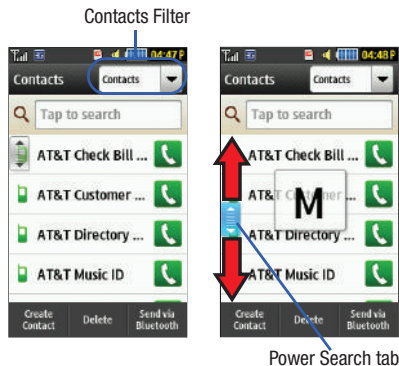 Contacts Filter
04:47 P
Contacts
Contacts
Tap to search
AT&T Check Bill ...
AT&T Customer ...
AT&T Directory ...
AT&T Music ID
Create Contact
Delete
Send via Bluetooth
04:48 P
Contacts
Contacts
Tap to search
AT&T Check Bill ...
AT&T Customer ...
M
AT&T Directory ...
AT&T Music ID
Create Contact
Delete
Send via Bluetooth
Power Search tab